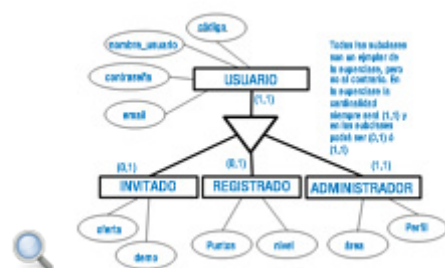 código
nombre_usuario
contraseña
email
USUARIO
(1,1)
Todas las subclases
son un ejemplar de
la superclase, pero
no al contrario. En
la superclase la
cardinalidad
siempre será (1,1) y
en las subclases
podrá ser (0,1) ó
(1,1)
(0,1)
(0,1)
(1,1)
INVITADO
REGISTRADO
ADMINISTRADOR
oferta
demo
Puntos
nivel
área
Perfil